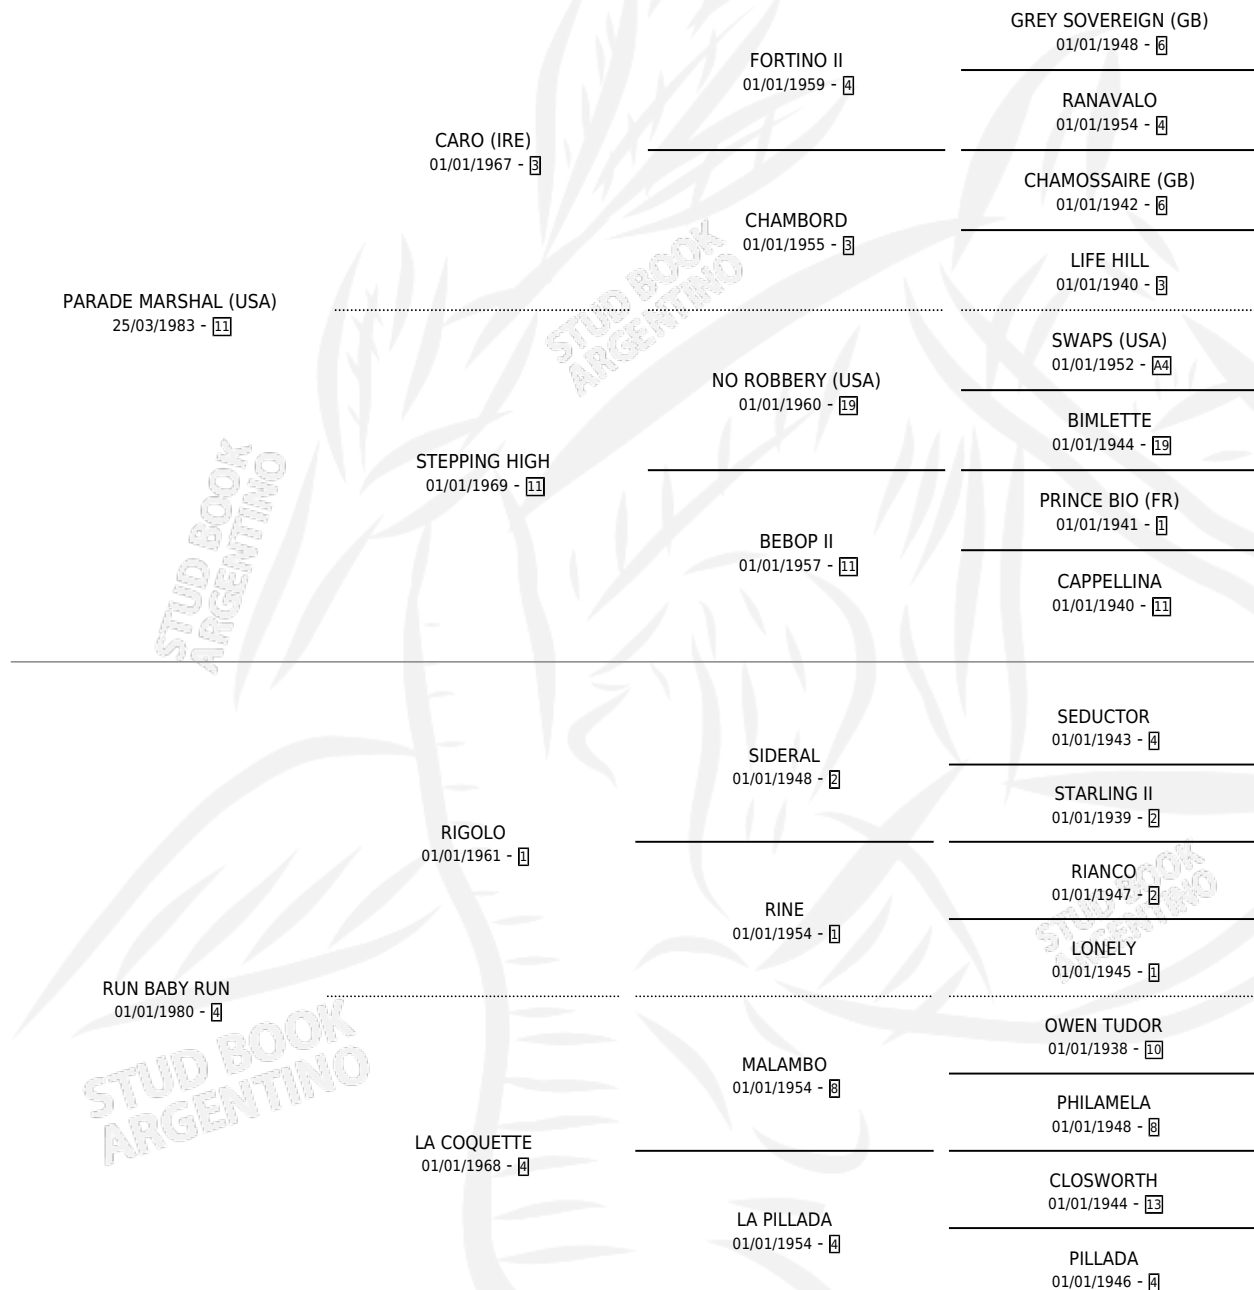 GREY SOVEREIGN (GB)
01/01/1948 - 6
FORTINO II
01/01/1959 - 4
RANAVALO
01/01/1954 - 4
CARO (IRE)
01/01/1967 - 3
CHAMOSSAIRE (GB)
01/01/1942 - 6
CHAMBORD
01/01/1955 - 3
LIFE HILL
01/01/1940 - 3
PARADE MARSHAL (USA)
25/03/1983 - 11
SWAPS (USA)
01/01/1952 - A4
NO ROBBERY (USA)
01/01/1960 - 19
BIMLETTE
01/01/1944 - 19
STEPPING HIGH
01/01/1969 - 11
PRINCE BIO (FR)
01/01/1941 - 1
BEBOP II
01/01/1957 - 11
CAPPELLINA
01/01/1940 - 11
SEDUCTOR
01/01/1943 - 4
SIDERAL
01/01/1948 - 2
STARLING II
01/01/1939 - 2
RIGOLO
01/01/1961 - 1
RIANCO
01/01/1947 - 2
RINE
01/01/1954 - 1
LONELY
01/01/1945 - 1
RUN BABY RUN
01/01/1980 - 4
OWEN TUDOR
01/01/1938 - 10
MALAMBO
01/01/1954 - 8
PHILAMELA
01/01/1948 - 8
LA COQUETTE
01/01/1968 - 4
CLOSWORTH
01/01/1944 - 13
LA PILLADA
01/01/1954 - 4
PILLADA
01/01/1946 - 4
STUD BOOK
ARGENTINO
STUD BOOK
ARGENTINO
STUD BOOK
ARGENTINO
STUD BOOK
ARGENTINO